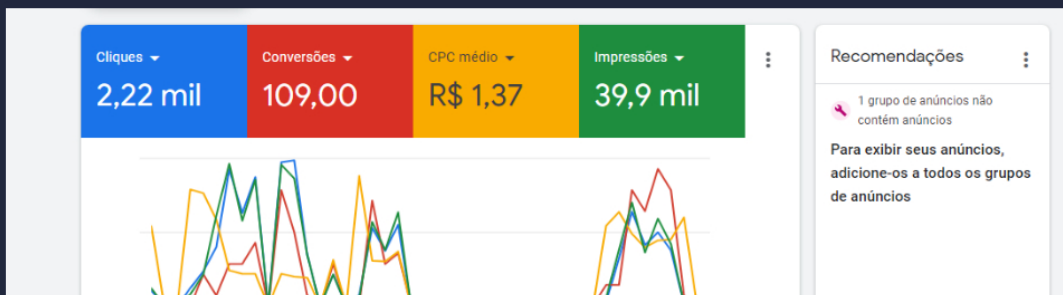 Cliques
2,22 mil
Conversões
109,00
CPC médio
R$ 1,37
Impressões
39,9 mil
Recomendações
1 grupo de anúncios não
contém anúncios
Para exibir seus anúncios,
adicione-os a todos os grupos
de anúncios